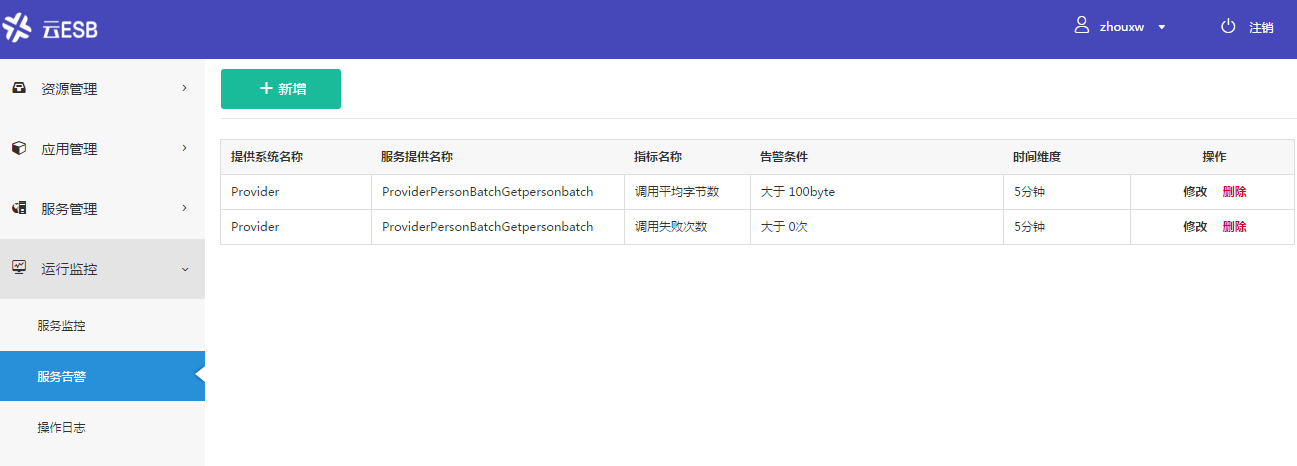 云ESB
zhouxw
注销
资源管理
应用管理
服务管理
运行监控
服务监控
服务告警
操作日志
新增
提供系统名称 服务提供名称 指标名称 告警条件 时间维度 操作
Provider ProviderPersonBatchGetpersonbatch 调用平均字节数 大于 100byte 5分钟 修改 删除
Provider ProviderPersonBatchGetpersonbatch 调用失败次数 大于 0次 5分钟 修改 删除